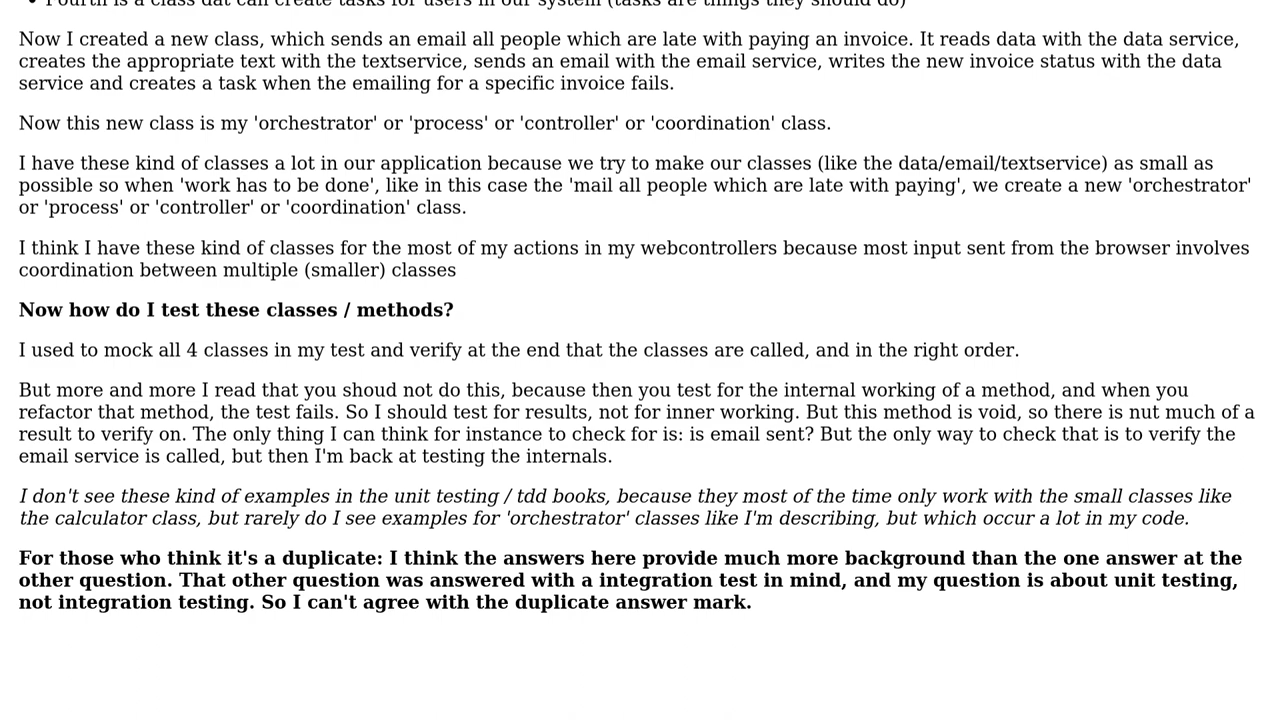 • Fourth is a class dat can create tasks for users in our system (tasks are things they should do)
Now I created a new class, which sends an email all people which are late with paying an invoice. It reads data with the data service,
creates the appropriate text with the textservice, sends an email with the email service, writes the new invoice status with the data
service and creates a task when the emailing for a specific invoice fails.
Now this new class is my 'orchestrator' or 'process' or 'controller' or 'coordination' class.
I have these kind of classes a lot in our application because we try to make our classes (like the data/email/textservice) as small as
possible so when 'work has to be done', like in this case the 'mail all people which are late with paying', we create a new 'orchestrator'
or 'process' or 'controller' or 'coordination' class.
I think I have these kind of classes for the most of my actions in my webcontrollers because most input sent from the browser involves
coordination between multiple (smaller) classes
Now how do I test these classes / methods?
I used to mock all 4 classes in my test and verify at the end that the classes are called, and in the right order.
But more and more I read that you shoud not do this, because then you test for the internal working of a method, and when you
refactor that method, the test fails. So I should test for results, not for inner working. But this method is void, so there is nut much of a
result to verify on. The only thing I can think for instance to check for is: is email sent? But the only way to check that is to verify the
email service is called, but then I'm back at testing the internals.
I don't see these kind of examples in the unit testing / tdd books, because they most of the time only work with the small classes like
the calculator class, but rarely do I see examples for 'orchestrator' classes like I'm describing, but which occur a lot in my code.
For those who think it's a duplicate: I think the answers here provide much more background than the one answer at the
other question. That other question was answered with a integration test in mind, and my question is about unit testing,
not integration testing. So I can't agree with the duplicate answer mark.